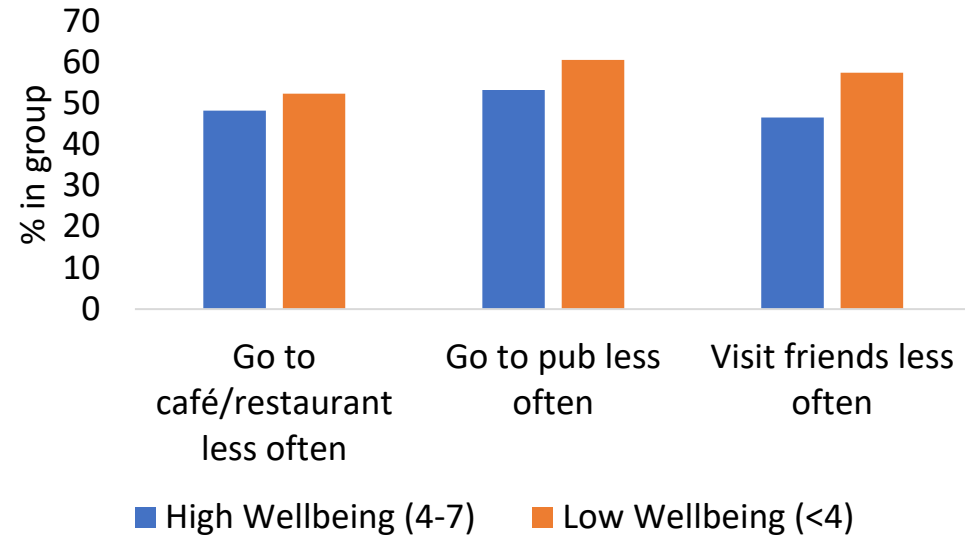 70
60
50
40
30
20
10
0
% in group
Go to
café/restaurant
less often
Go to pub less
often
Visit friends less
often
High Wellbeing (4-7)
Low Wellbeing (<4)